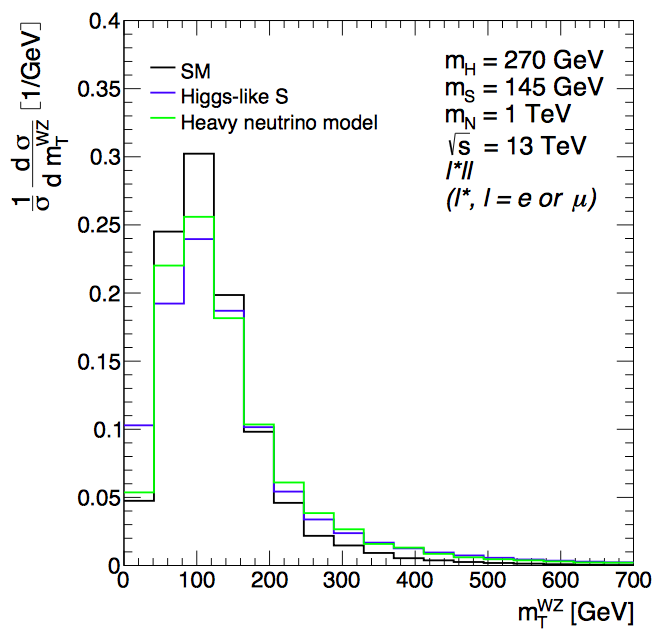 1/σ d σ/d m_T^WZ [1/GeV]
0.4
0.35
0.3
0.25
0.2
0.15
0.1
0.05
0
SM
Higgs-like S
Heavy neutrino model
m_H = 270 GeV
m_S = 145 GeV
m_N = 1 TeV
√s = 13 TeV
l*ll
(l*, l = e or μ)
0 100 200 300 400 500 600 700
m_T^WZ [GeV]